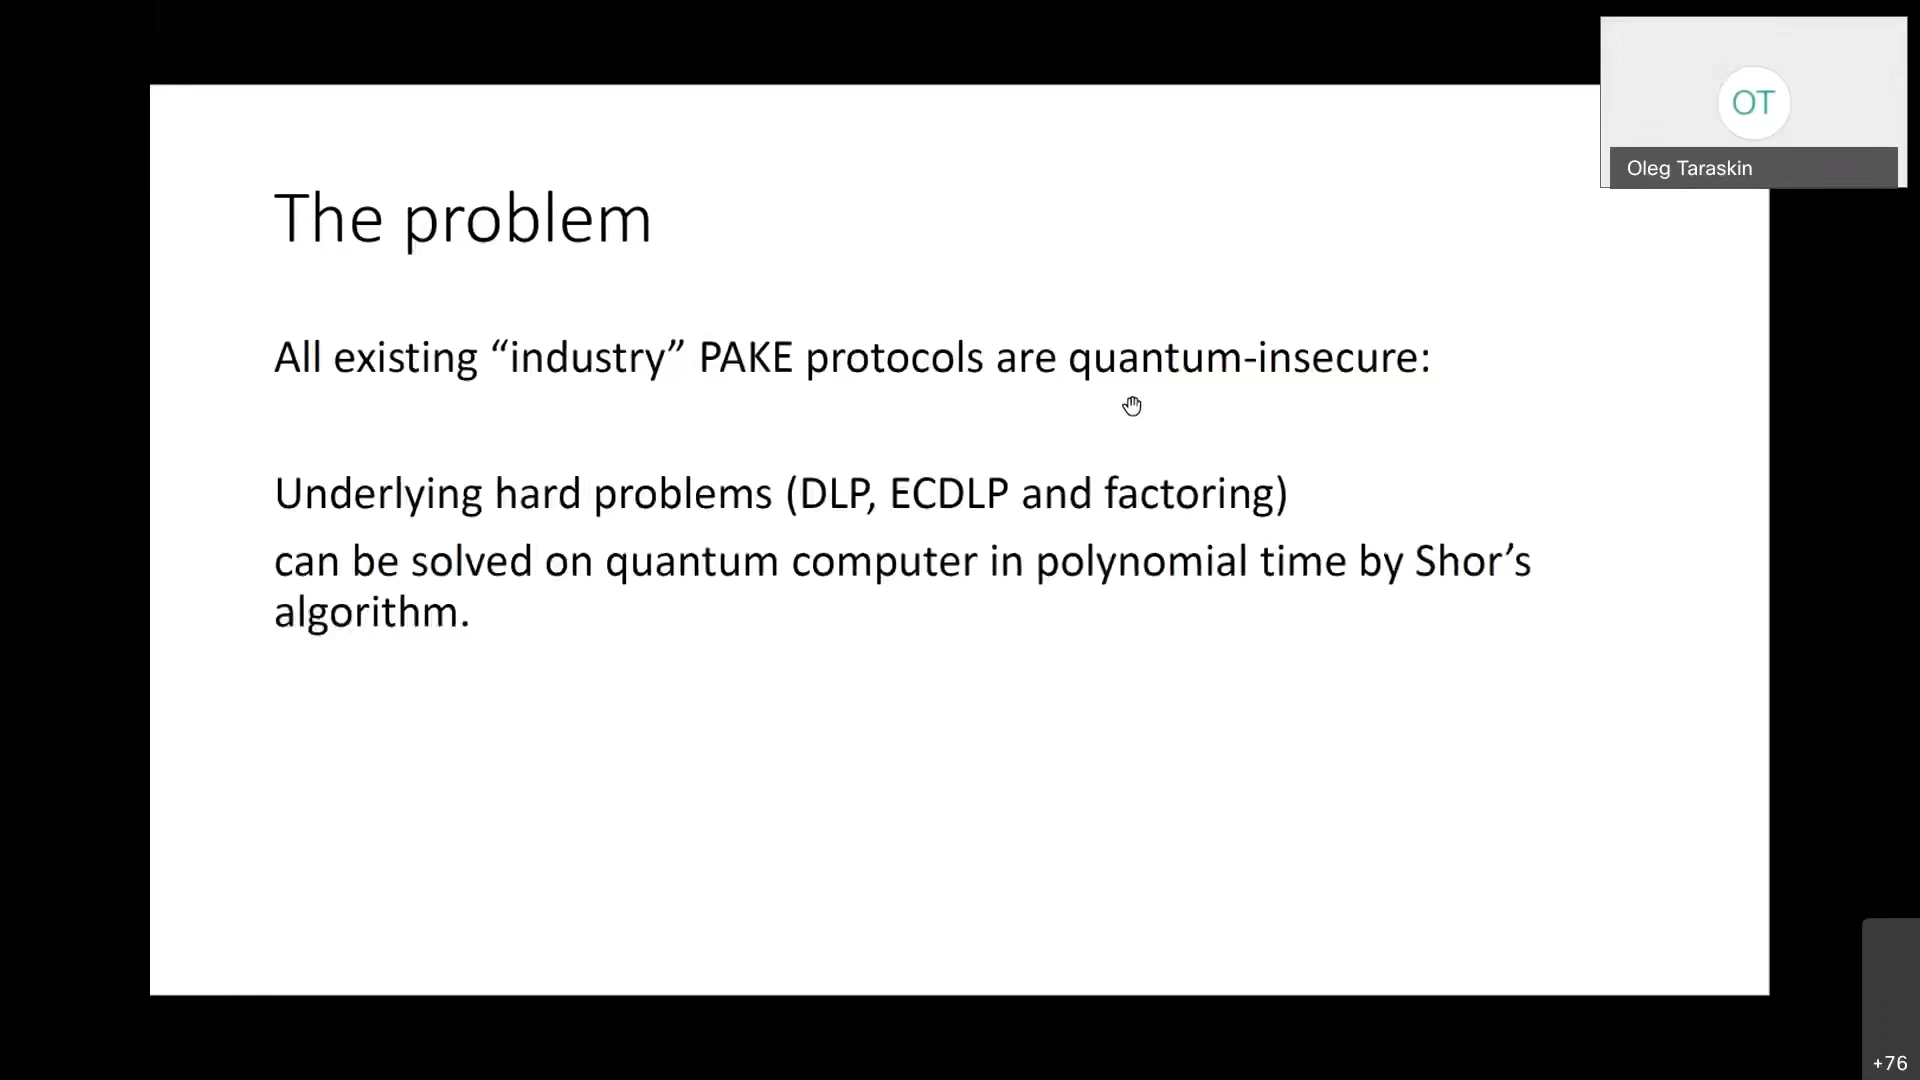 OT
Oleg Taraskin
The problem
All existing “industry” PAKE protocols are quantum-insecure:
Underlying hard problems (DLP, ECDLP and factoring)
can be solved on quantum computer in polynomial time by Shor’s
algorithm.
+76